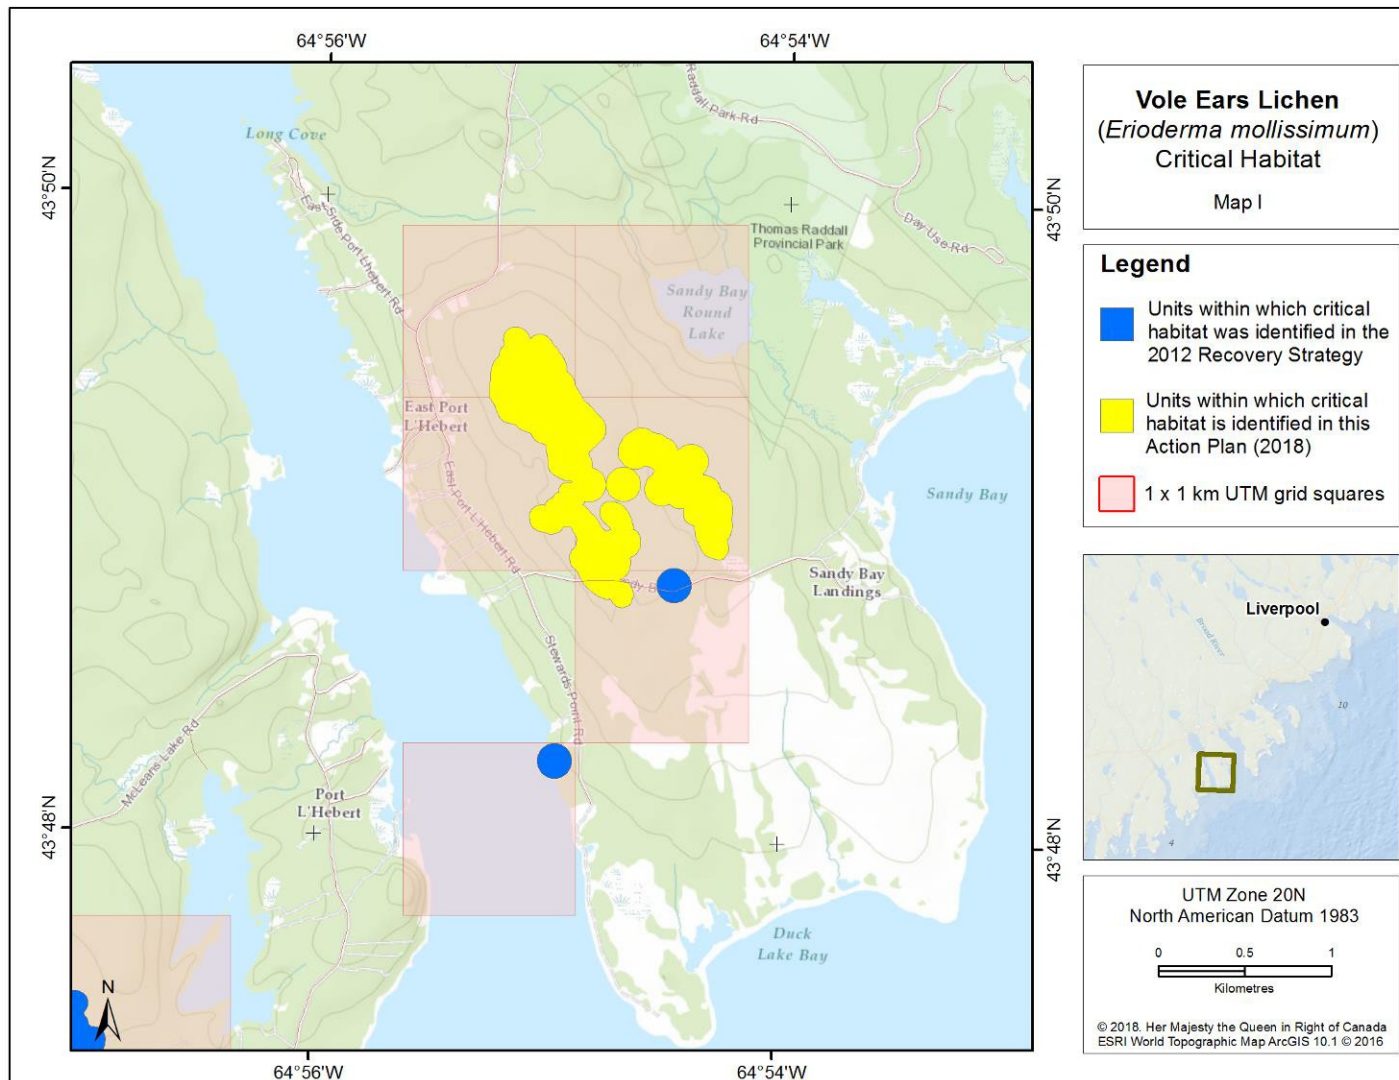 64°56'W
64°54'W
43°50'N
43°50'N
43°48'N
43°48'N
64°56'W
64°54'W
Long Cove
East Side Port Lhebert Rd
Raddall Park Rd
Day Use Rd
Thomas Raddall
Provincial Park
Sandy Bay
Round
Lake
East Port
L'Hebert
East Port L'Hebert Rd
Sandy Bay
Sandy Bay
Landings
Stewards Point Rd
McLeans Lake Rd
Port
L'Hebert
Duck
Lake Bay
N
Vole Ears Lichen
(Erioderma mollissimum)
Critical Habitat
Map I
Legend
Units within which critical
habitat was identified in the
2012 Recovery Strategy
Units within which critical
habitat is identified in this
Action Plan (2018)
1 x 1 km UTM grid squares
Liverpool
Broad River
10
4
UTM Zone 20N
North American Datum 1983
0 0.5 1
Kilometres
© 2018. Her Majesty the Queen in Right of Canada
ESRI World Topographic Map ArcGIS 10.1 © 2016